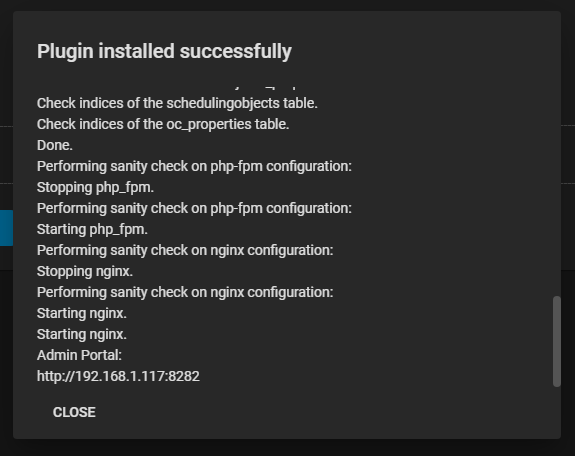 Plugin installed successfully
Check indices of the schedulingobjects table.
Check indices of the oc_properties table.
Done.
Performing sanity check on php-fpm configuration:
Stopping php_fpm.
Performing sanity check on php-fpm configuration:
Starting php_fpm.
Performing sanity check on nginx configuration:
Stopping nginx.
Performing sanity check on nginx configuration:
Starting nginx.
Starting nginx.
Admin Portal:
http://192.168.1.117:8282
CLOSE